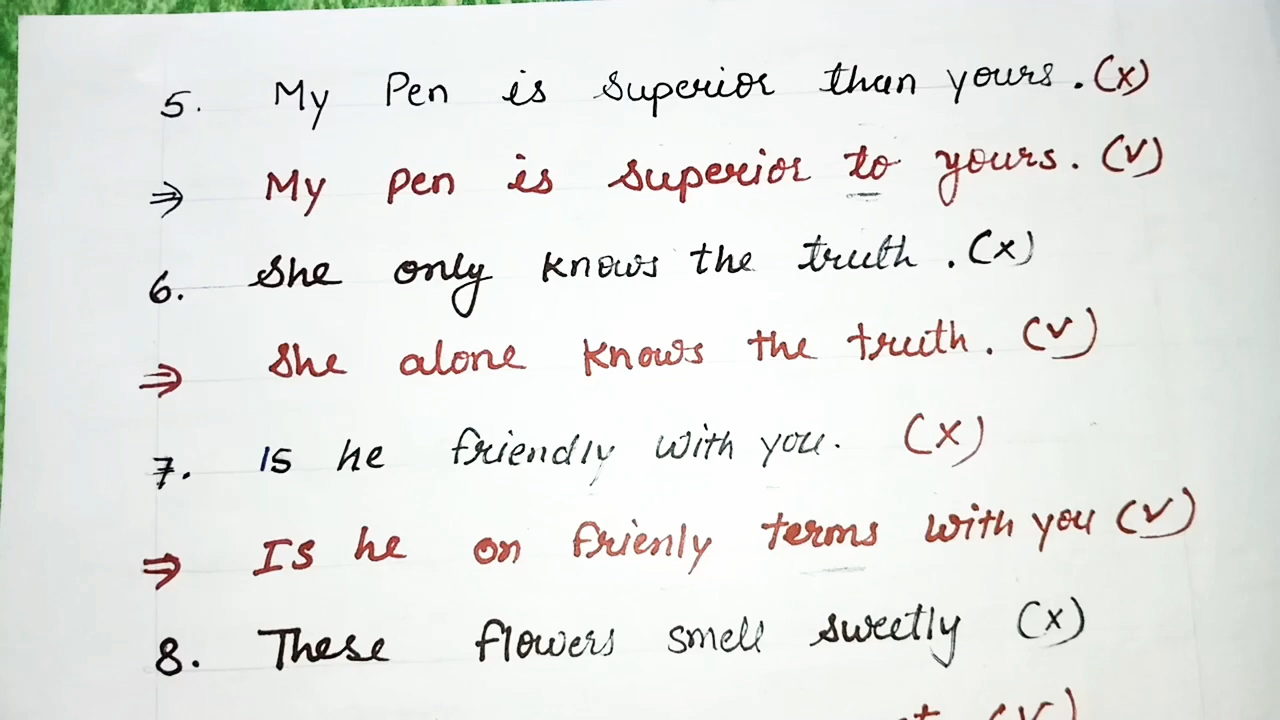 5. My Pen is superior than yours. (x)
⇒ My pen is superior to yours. (✓)
6. She only knows the truth. (x)
⇒ She alone knows the truth. (✓)
7. Is he friendly with you. (x)
⇒ Is he on frienly terms with you (✓)
8. These flowers smell sweetly (x)
(✓)